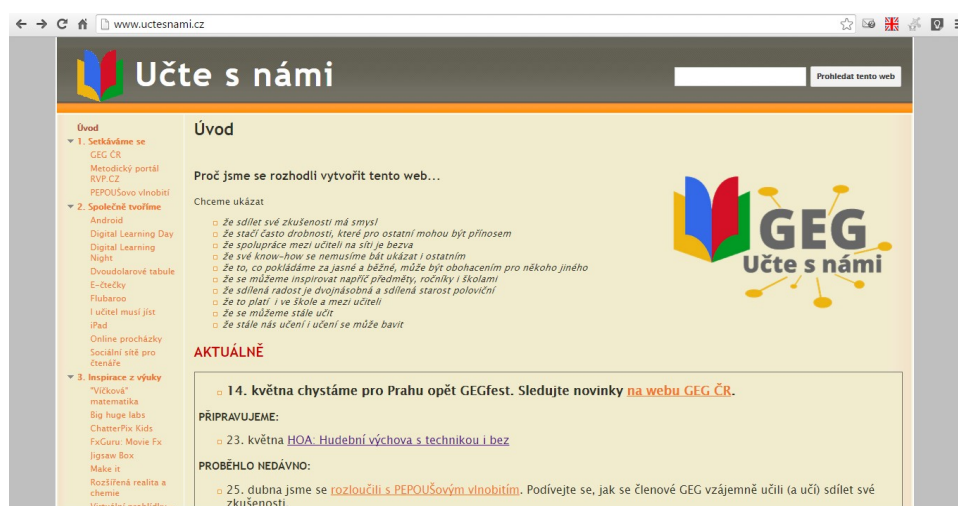 www.uctesnami.cz
Učte s námi
Prohledat tento web
Úvod
1. Setkáváme se
GEG ČR
Metodický portál
RVP.CZ
PEPOUŠovo vlnobití
2. Společně tvoříme
Android
Digital Learning Day
Digital Learning
Night
Dvoudolarové tabule
E-čtečky
Flubaroo
I učitel musí jíst
iPad
Online procházky
Sociální sítě pro
čtenáře
3. Inspirace z výuky
"Víčková"
matematika
Big huge labs
ChatterPix Kids
FxGuru: Movie Fx
Jigsaw Box
Make it
Rozšířená realita a
chemie
Úvod
Proč jsme se rozhodli vytvořit tento web...
Chceme ukázat
že sdílet své zkušenosti má smysl
že stačí často drobnosti, které pro ostatní mohou být přínosem
že spolupráce mezi učiteli na síti je bezva
že své know-how se nemusíme bát ukázat i ostatním
že to, co pokládáme za jasné a běžné, může být obohacením pro někoho jiného
že se můžeme inspirovat napříč předměty, ročníky i školami
že sdílená radost je dvojnásobná a sdílená starost poloviční
že to platí i ve škole a mezi učiteli
že se můžeme stále učit
že stále nás učení i učení se může bavit
GEG
Učte s námi
AKTUÁLNĚ
14. května chystáme pro Prahu opět GEGfest. Sledujte novinky na webu GEG ČR.
PŘIPRAVUJEME:
23. května HOA: Hudební výchova s technikou i bez
PROBĚHLO NEDÁVNO:
25. dubna jsme se rozloučili s PEPOUŠovým vlnobitím. Podívejte se, jak se členové GEG vzájemně učili (a učí) sdílet své
zkušenosti.